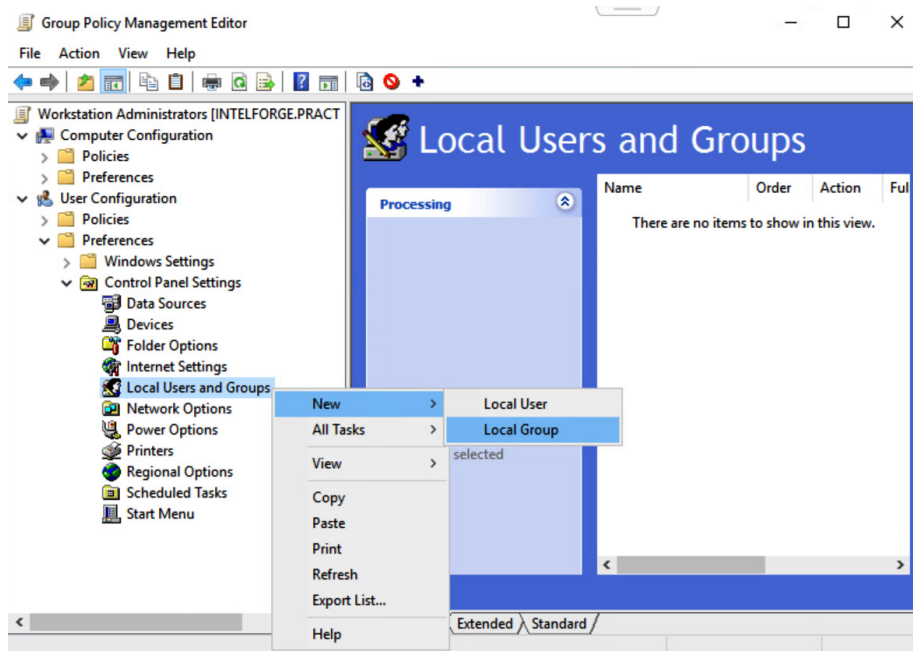 Group Policy Management Editor
File Action View Help
Workstation Administrators [INTELFORGE.PRACT
Computer Configuration
Policies
Preferences
User Configuration
Policies
Preferences
Windows Settings
Control Panel Settings
Data Sources
Devices
Folder Options
Internet Settings
Local Users and Groups
Network Options
Power Options
Printers
Regional Options
Scheduled Tasks
Start Menu
New
All Tasks
View
Copy
Paste
Print
Refresh
Export List...
Help
Local User
Local Group
Local Users and Groups
Processing
selected
Name Order Action Ful
There are no items to show in this view.
Extended Standard